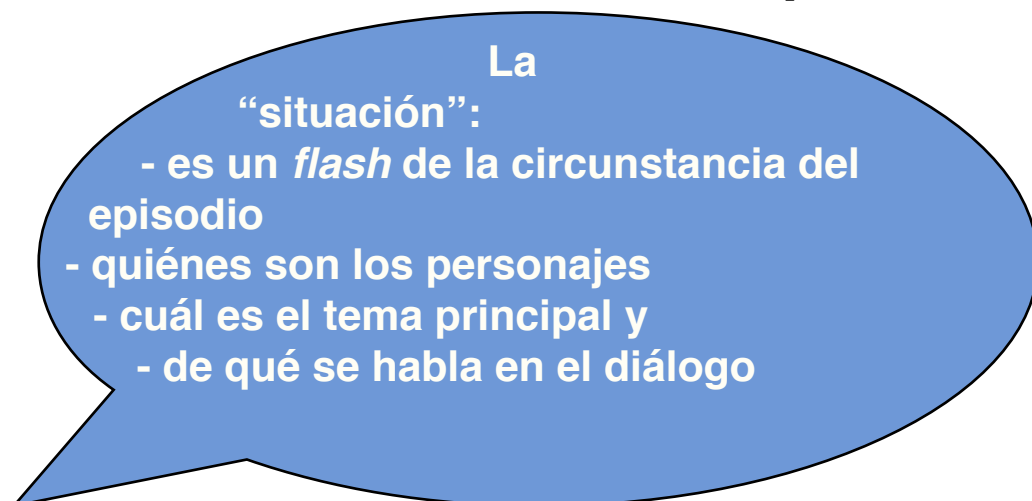 La
“situación”:
- es un flash de la circunstancia del
episodio
- quiénes son los personajes
- cuál es el tema principal y
- de qué se habla en el diálogo